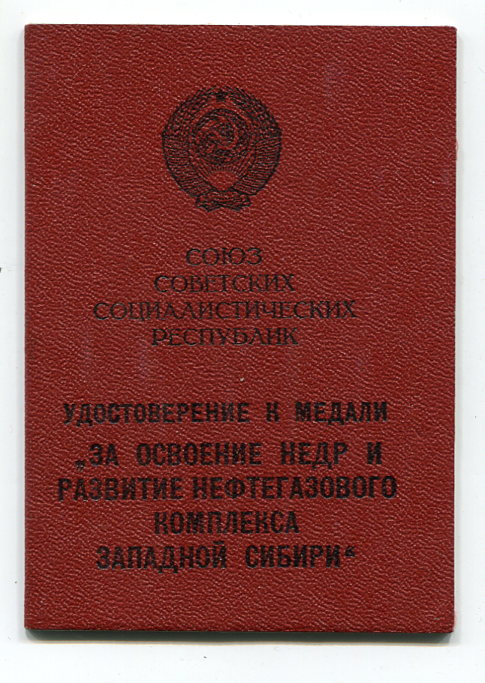 СОЮЗ
СОВЕТСКИХ
СОЦИАЛИСТИЧЕСКИХ
РЕСПУБЛИК
УДОСТОВЕРЕНИЕ К МЕДАЛИ
„ЗА ОСВОЕНИЕ НЕДР И
РАЗВИТИЕ НЕФТЕГАЗОВОГО
КОМПЛЕКСА
ЗАПАДНОЙ СИБИРИ“